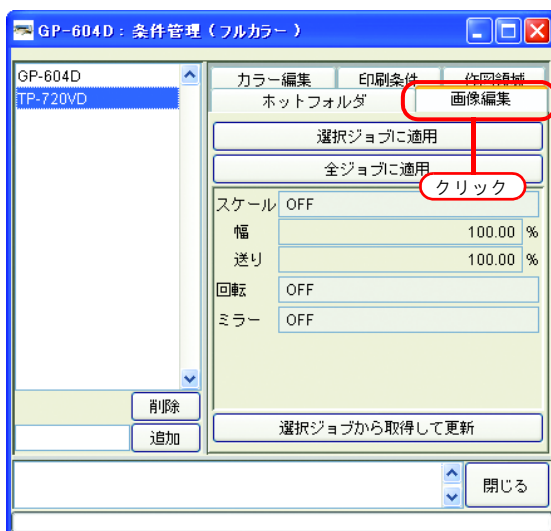 GP-604D : 条件管理（フルカラー）
GP-604D
TP-720VD
カラー編集 印刷条件 作図領域
ホットフォルダ 画像編集
選択ジョブに適用
全ジョブに適用
クリック
スケール OFF
幅 100.00 %
送り 100.00 %
回転 OFF
ミラー OFF
削除
追加
選択ジョブから取得して更新
閉じる